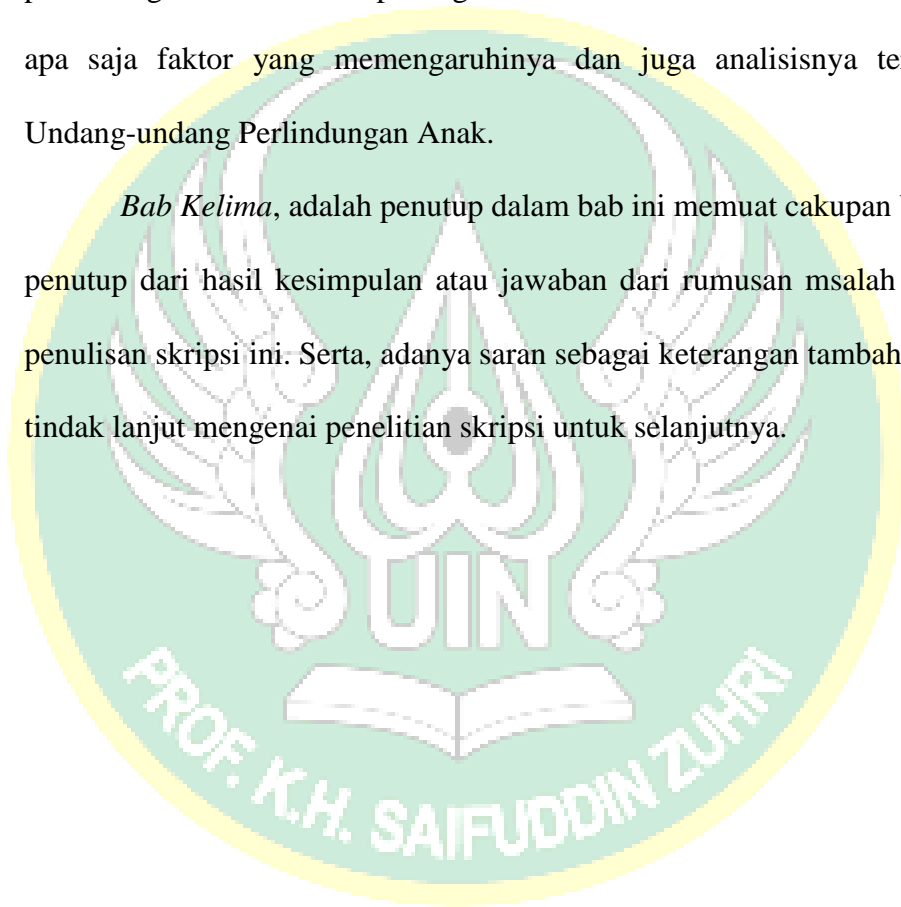 apa saja faktor yang memengaruhinya dan juga analisisnya
Undang-undang Perlindungan Anak.
Bab Kelima, adalah penutup dalam bab ini memuat cakupan
penutup dari hasil kesimpulan atau jawaban dari rumusan msalah
penulisan skripsi ini. Serta, adanya saran sebagai keterangan tambah
tindak lanjut mengenai penelitian skripsi untuk selanjutnya.
UIN
PROF. K.H. SAIFUDDIN ZUHRI